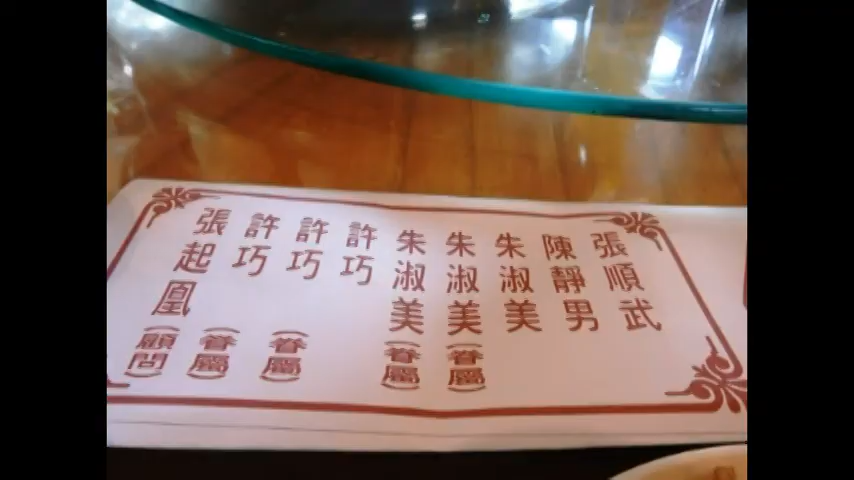 張順武
陳靜男
朱淑美
朱淑美(眷屬)
朱淑美(眷屬)
許巧
許巧(眷屬)
許巧(眷屬)
張起凰(顧問)